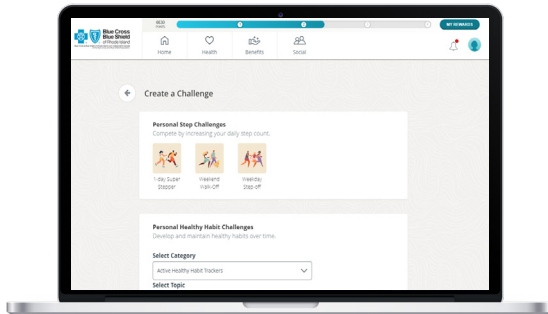 MY REWARDS
Blue Cross
Blue Shield
of Rhode Island
Home
Health
Benefits
Social
Create a Challenge
Personal Step Challenges
Compete by increasing your daily step count.
1-day Super
Stepper
Weekend
Walk-Off
Weekday
Step-off
Personal Healthy Habit Challenges
Develop and maintain healthy habits over time.
Select Category
Active Healthy Habit Trackers
Select Topic